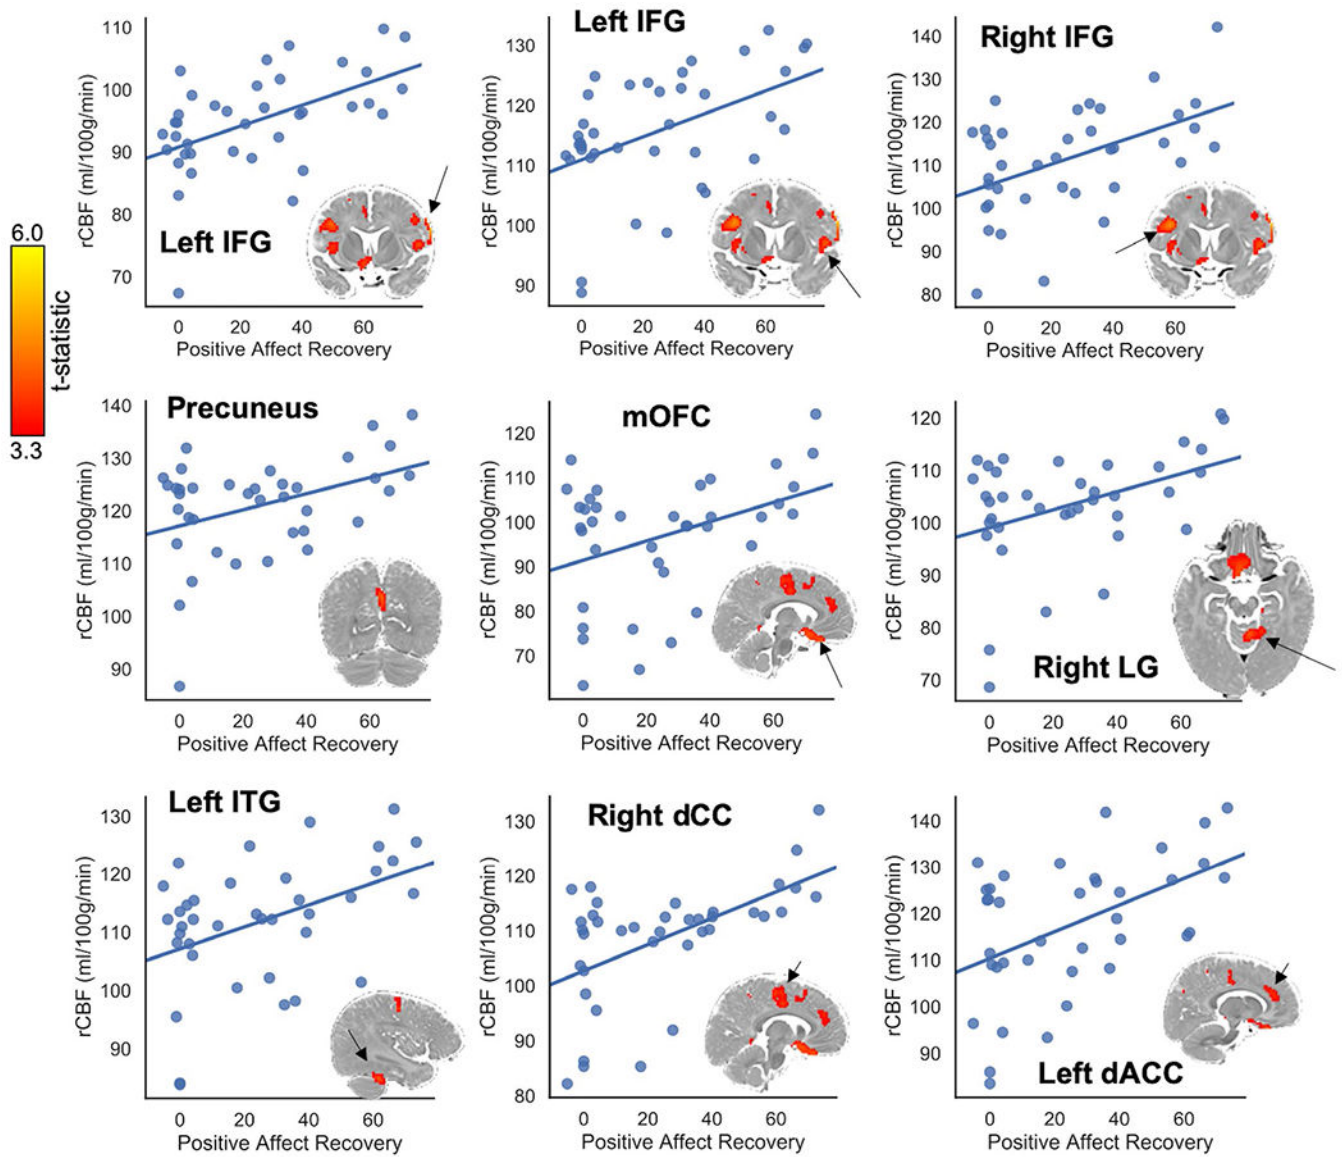 6.0
t-statistic
3.3
110
100
90
80
70
rCBF (ml/100g/min)
Left IFG
0 20 40 60
Positive Affect Recovery
Left IFG
130
120
110
100
90
rCBF (ml/100g/min)
0 20 40 60
Positive Affect Recovery
Right IFG
140
130
120
110
100
90
80
rCBF (ml/100g/min)
0 20 40 60
Positive Affect Recovery
Precuneus
140
130
120
110
100
90
rCBF (ml/100g/min)
0 20 40 60
Positive Affect Recovery
mOFC
120
110
100
90
80
70
rCBF (ml/100g/min)
0 20 40 60
Positive Affect Recovery
120
110
100
90
80
70
rCBF (ml/100g/min)
Right LG
0 20 40 60
Positive Affect Recovery
Left ITG
130
120
110
100
90
rCBF (ml/100g/min)
0 20 40 60
Positive Affect Recovery
Right dCC
130
120
110
100
90
80
rCBF (ml/100g/min)
0 20 40 60
Positive Affect Recovery
140
130
120
110
100
90
rCBF (ml/100g/min)
Left dACC
0 20 40 60
Positive Affect Recovery